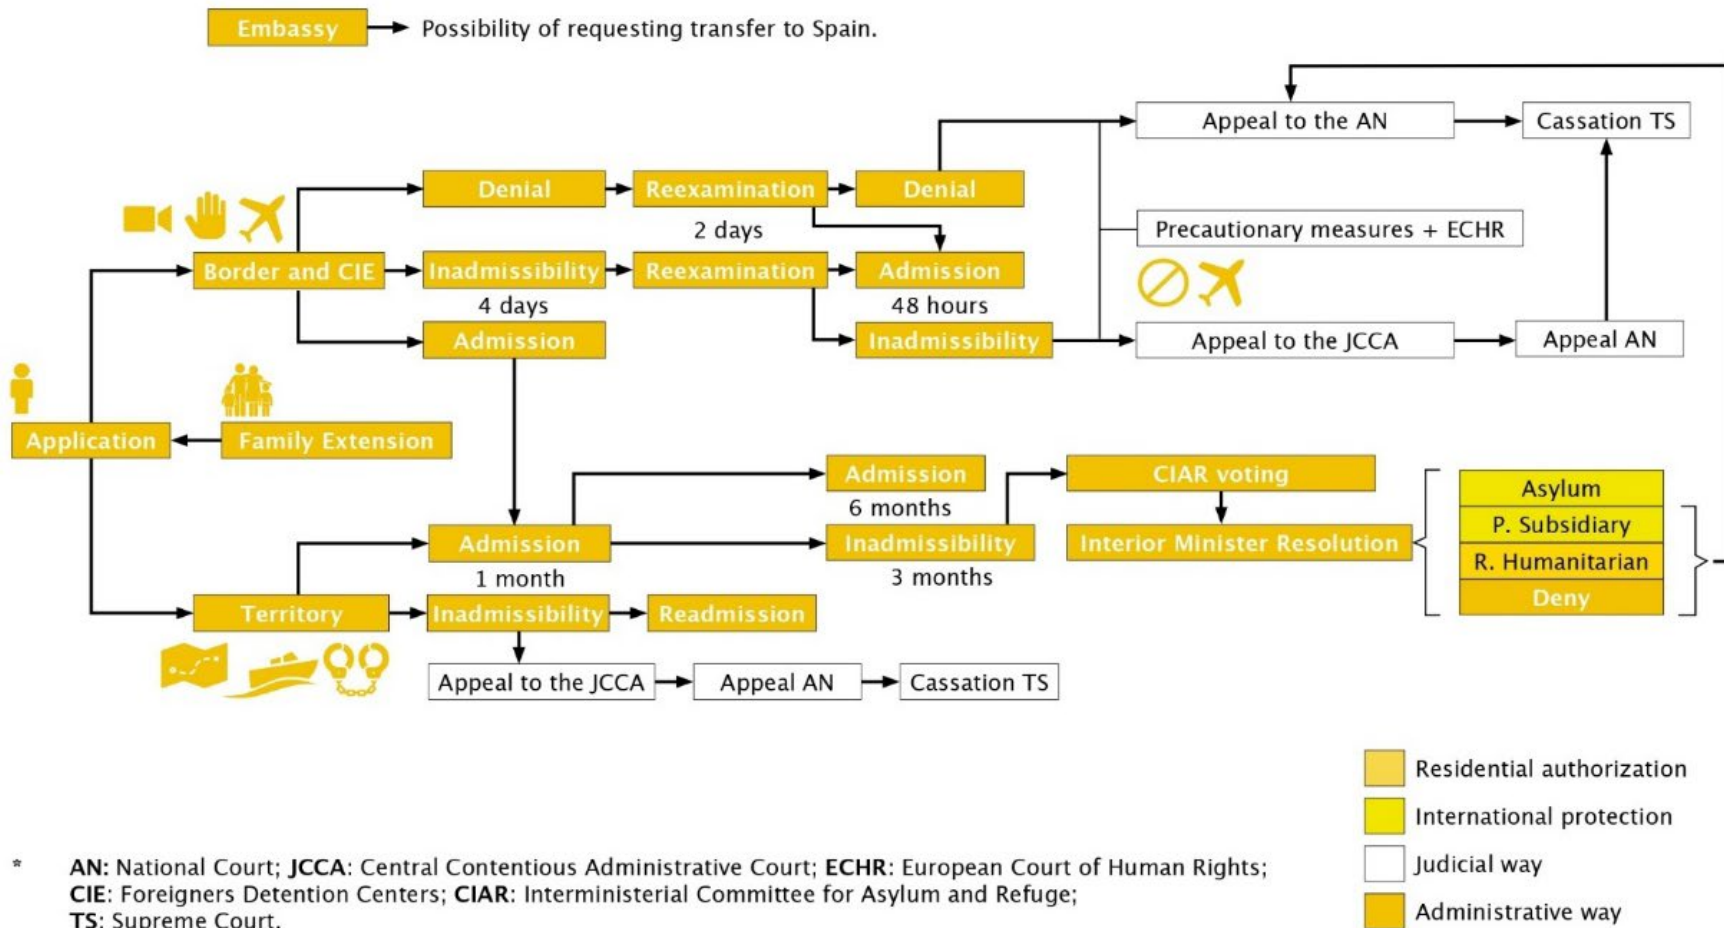 Embassy
Possibility of requesting transfer to Spain.
Appeal to the AN
Cassation TS
Denial
Reexamination
Denial
2 days
Precautionary measures + ECHR
Border and CIE
Inadmissibility
Reexamination
Admission
4 days
48 hours
Admission
Inadmissibility
Appeal to the JCCA
Appeal AN
Application
Family Extension
Admission
6 months
CIAR voting
Asylum
P. Subsidiary
R. Humanitarian
Deny
Admission
1 month
Inadmissibility
3 months
Interior Minister Resolution
Territory
Inadmissibility
Readmission
Appeal to the JCCA
Appeal AN
Cassation TS
Residential authorization
International protection
Judicial way
Administrative way
* AN: National Court; JCCA: Central Contentious Administrative Court; ECHR: European Court of Human Rights;
CIE: Foreigners Detention Centers; CIAR: Interministerial Committee for Asylum and Refuge;
TS: Supreme Court.